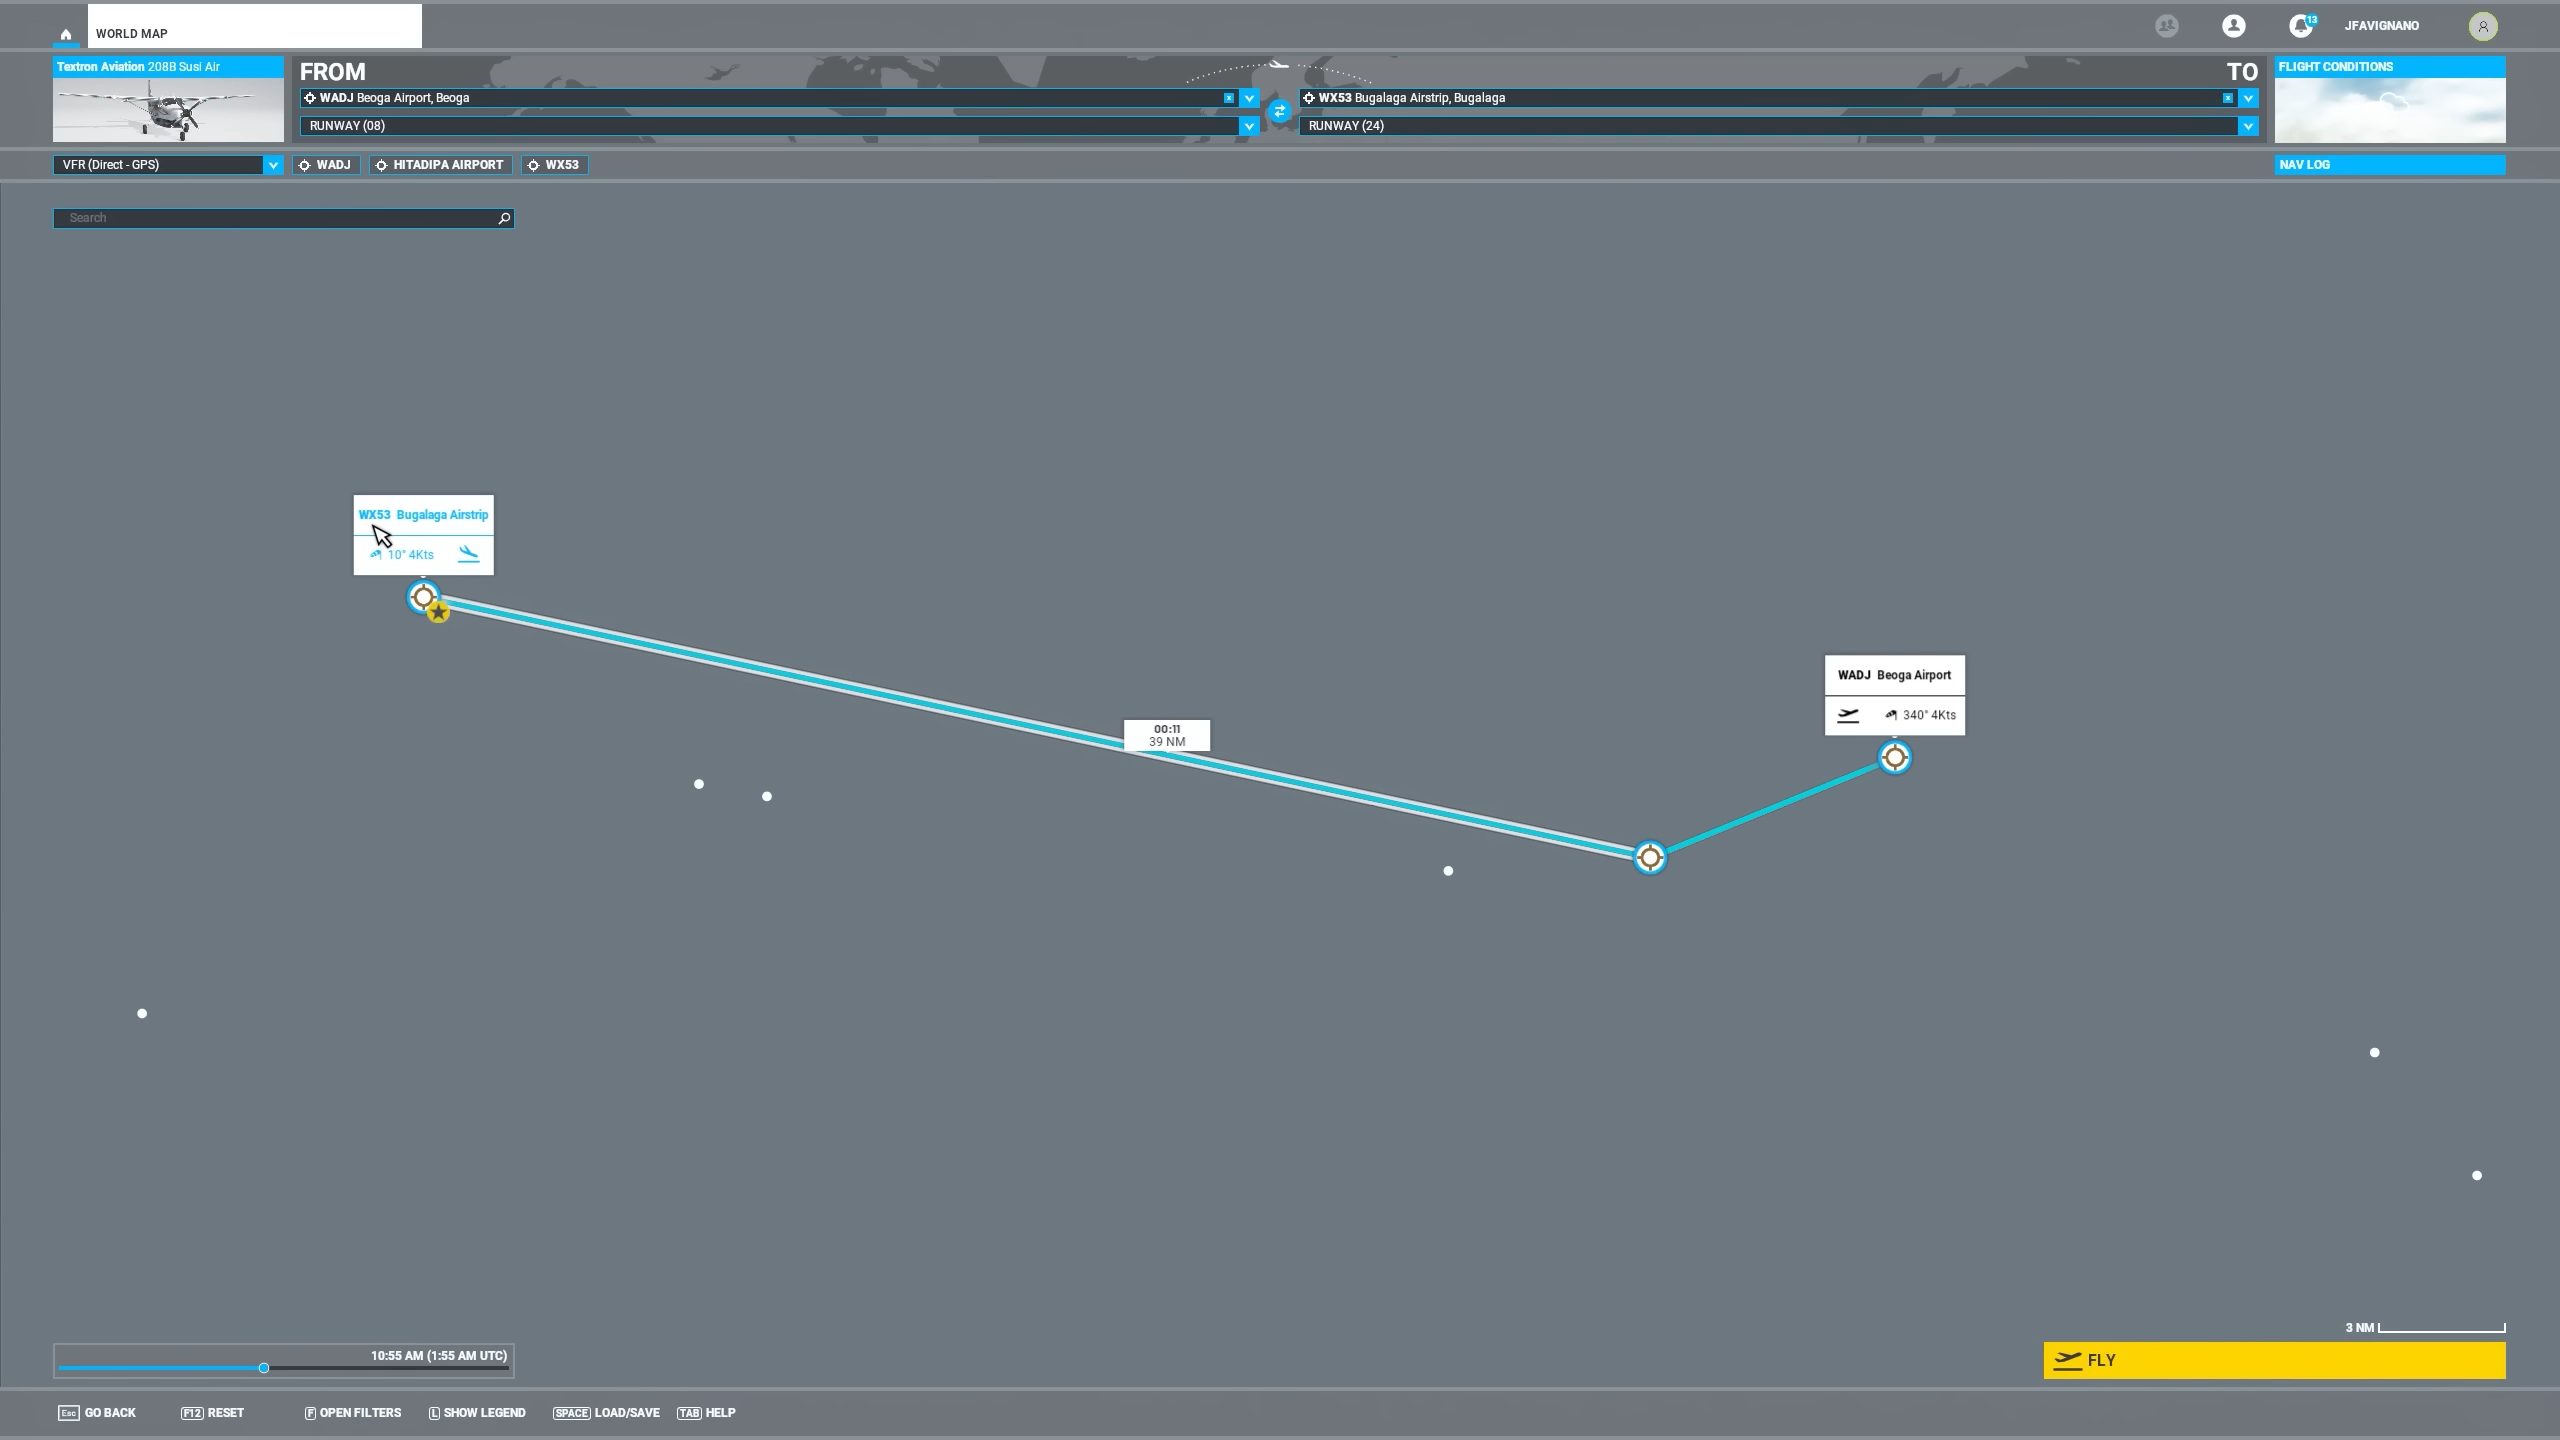 WORLD MAP
13
JFAVIGNANO
Textron Aviation 208B Susi Air
FROM
TO
FLIGHT CONDITIONS
WADJ Beoga Airport, Beoga
x
WX53 Bugalaga Airstrip, Bugalaga
x
RUNWAY (08)
RUNWAY (24)
VFR (Direct - GPS)
WADJ
HITADIPA AIRPORT
WX53
NAV LOG
Search
WX53 Bugalaga Airstrip
10° 4Kts
WADJ Beoga Airport
340° 4Kts
00:11
39 NM
3 NM
10:55 AM (1:55 AM UTC)
FLY
Esc GO BACK
F12 RESET
F OPEN FILTERS
L SHOW LEGEND
SPACE LOAD/SAVE
TAB HELP